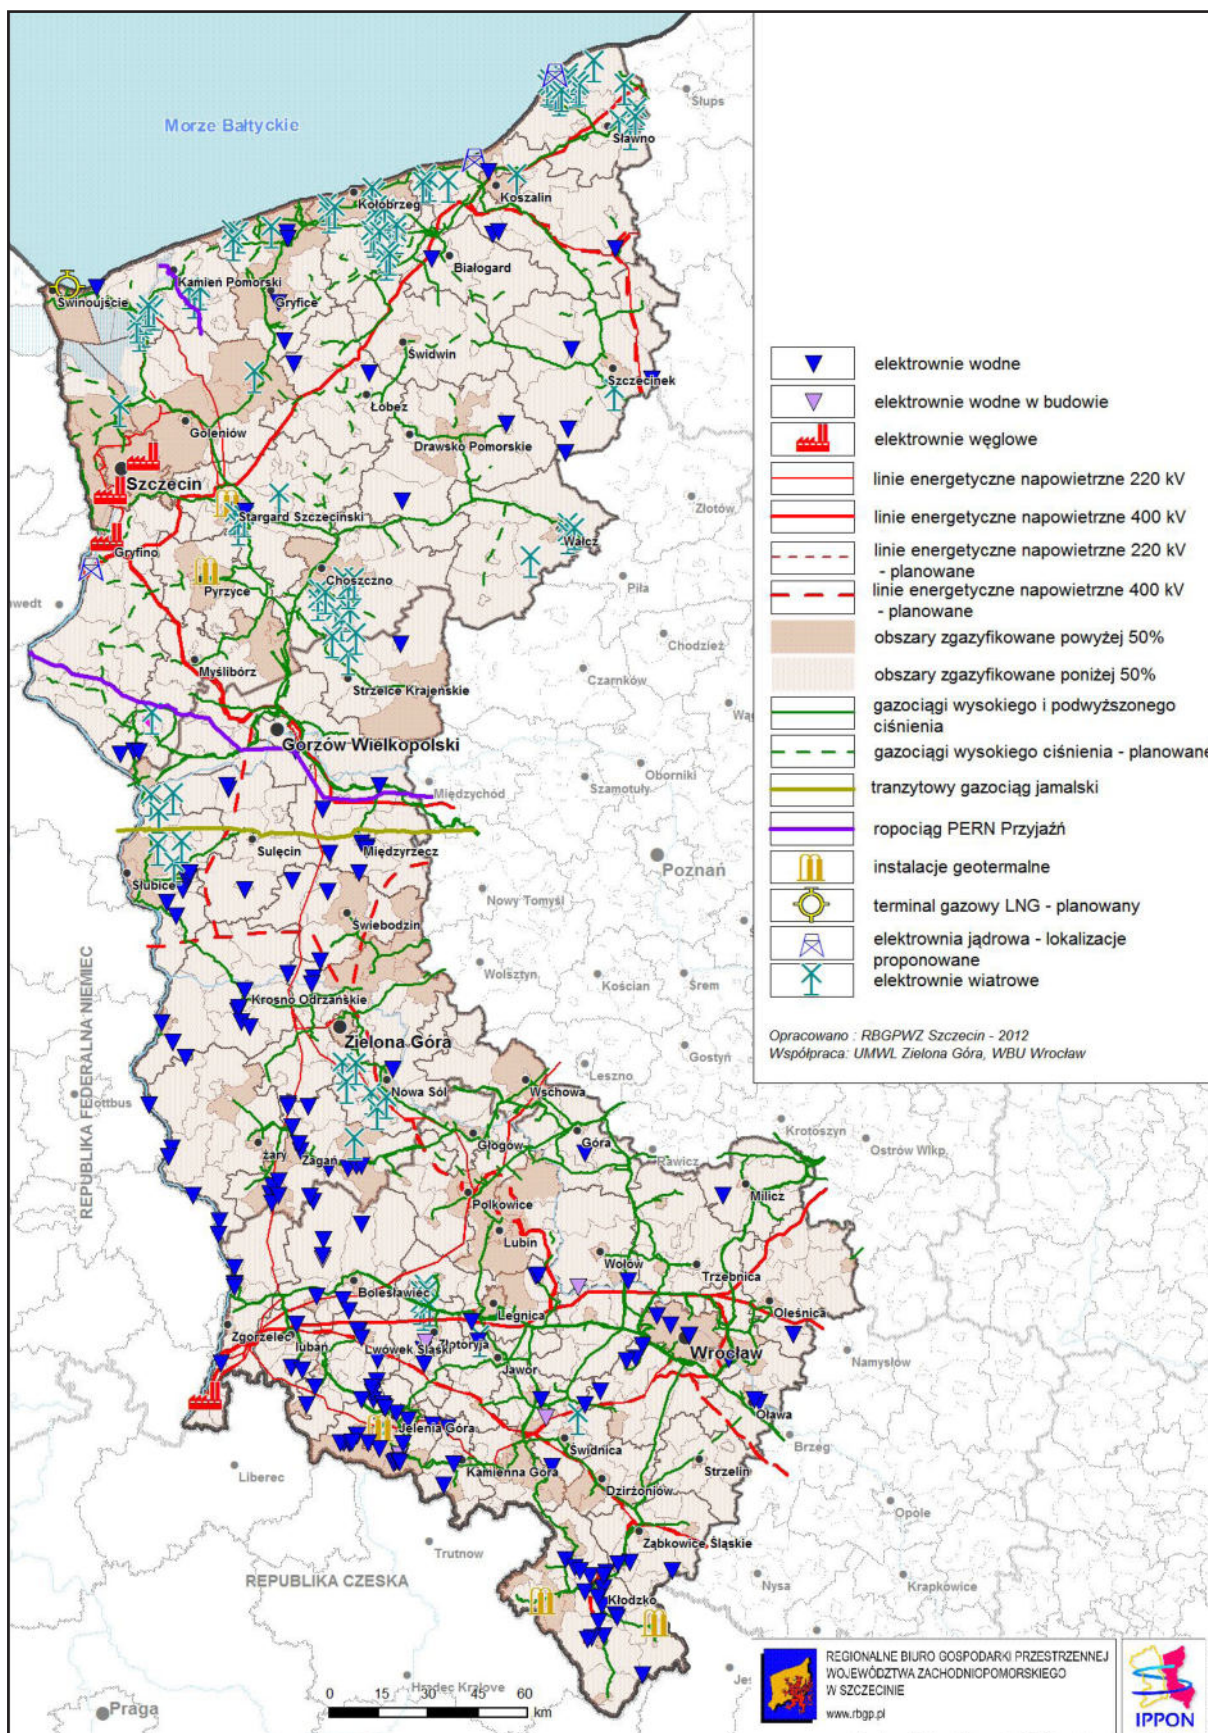 Morze Bałtyckie
Słups
Sławno
Koszalin
Kołobrzeg
Białogard
Kamień Pomorski
Świnoujście
Gryfice
Świdwin
Szczecinek
Łobez
Goleniów
Drawsko Pomorskie
Szczecin
Złotów
Stargard Szczeciński
Wałcz
Gryfino
Choszczno
Pyrzyce
Piła
hwedt
Chodzież
Myślibórz
Czarnków
Strzelce Krajeńskie
Gorzów Wielkopolski
Oborniki
Międzychód
Szamotuły
Sulęcin
Międzyrzecz
Poznań
Słubice
Nowy Tomyśl
Świebodzin
REPUBLIKA FEDERALNA NIEMIEC
Wolsztyn
Kościan
Śrem
Krosno Odrzańskie
Zielona Góra
Gostyń
Leszno
Nowa Sól
Wschowa
Cottbus
Krotoszyn
Głogów
Góra
Ostrów Wlkp.
Rawicz
żary
Żagań
Milicz
Polkowice
Lubin
Wołów
Trzebnica
Bolesławiec
Legnica
Oleśnica
Zgorzelec
lubań
Lwówek Śląski
Złotoryja
Wrocław
Namysłów
Jawor
Oława
Jelenia Góra
Brzeg
Świdnica
Liberec
Kamienna Góra
Strzelin
Dzirżoniów
Opole
Trutnov
Ząbkowice Śląskie
REPUBLIKA CZESKA
Nysa
Krapkowice
Kłodzko
Hradec Kralove
Praga
0 15 30 45 60
km
elektrownie wodne
elektrownie wodne w budowie
elektrownie węglowe
linie energetyczne napowietrzne 220 kV
linie energetyczne napowietrzne 400 kV
linie energetyczne napowietrzne 220 kV
- planowane
linie energetyczne napowietrzne 400 kV
- planowane
obszary zgazyfikowane powyżej 50%
obszary zgazyfikowane poniżej 50%
gazociągi wysokiego i podwyższonego
ciśnienia
gazociągi wysokiego ciśnienia - planowane
tranzytowy gazociąg jamalski
ropociąg PERN Przyjaźń
instalacje geotermalne
terminal gazowy LNG - planowany
elektrownia jądrowa - lokalizacje
proponowane
elektrownie wiatrowe
Opracowano : RBGPWZ Szczecin - 2012
Współpraca: UMWL Zielona Góra, WBU Wrocław
REGIONALNE BIURO GOSPODARKI PRZESTRZENNEJ
WOJEWÓDZTWA ZACHODNIOPOMORSKIEGO
W SZCZECINIE
www.rbgp.pl
IPPON